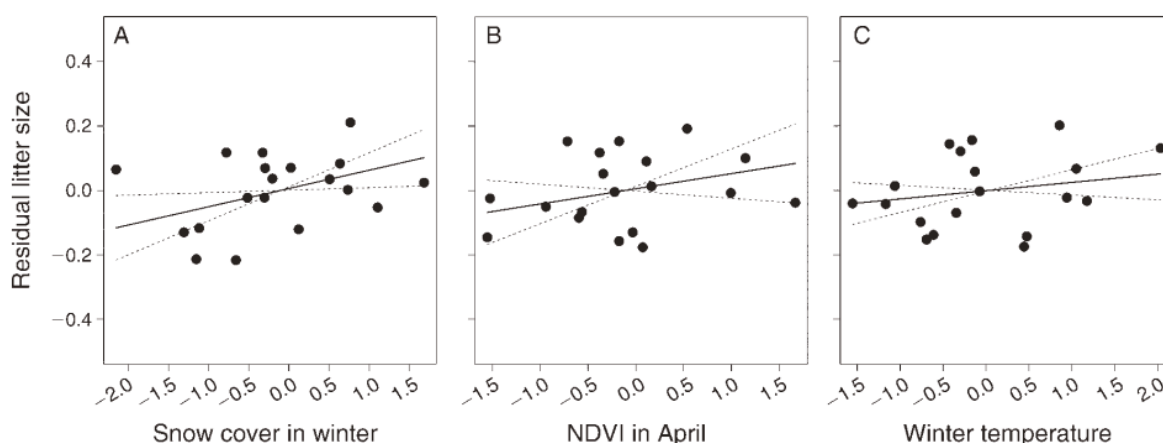 A
B
C
Residual litter size
0.4
0.2
0.0
−0.2
−0.4
−2.0 −1.5 −1.0 −0.5 0.0 0.5 1.0 1.5
−1.5 −1.0 −0.5 0.0 0.5 1.0 1.5
−1.5 −1.0 −0.5 0.0 0.5 1.0 1.5 2.0
Snow cover in winter
NDVI in April
Winter temperature